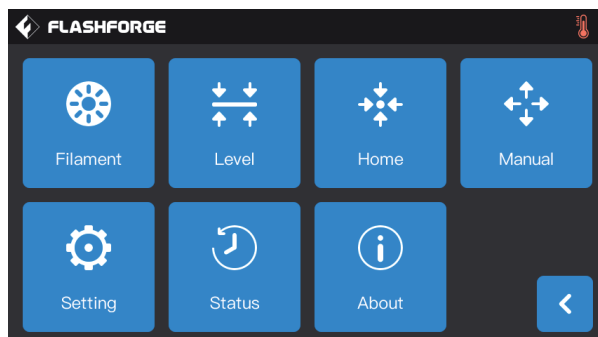 FLASHFORGE
Filament
Level
Home
Manual
Setting
Status
About